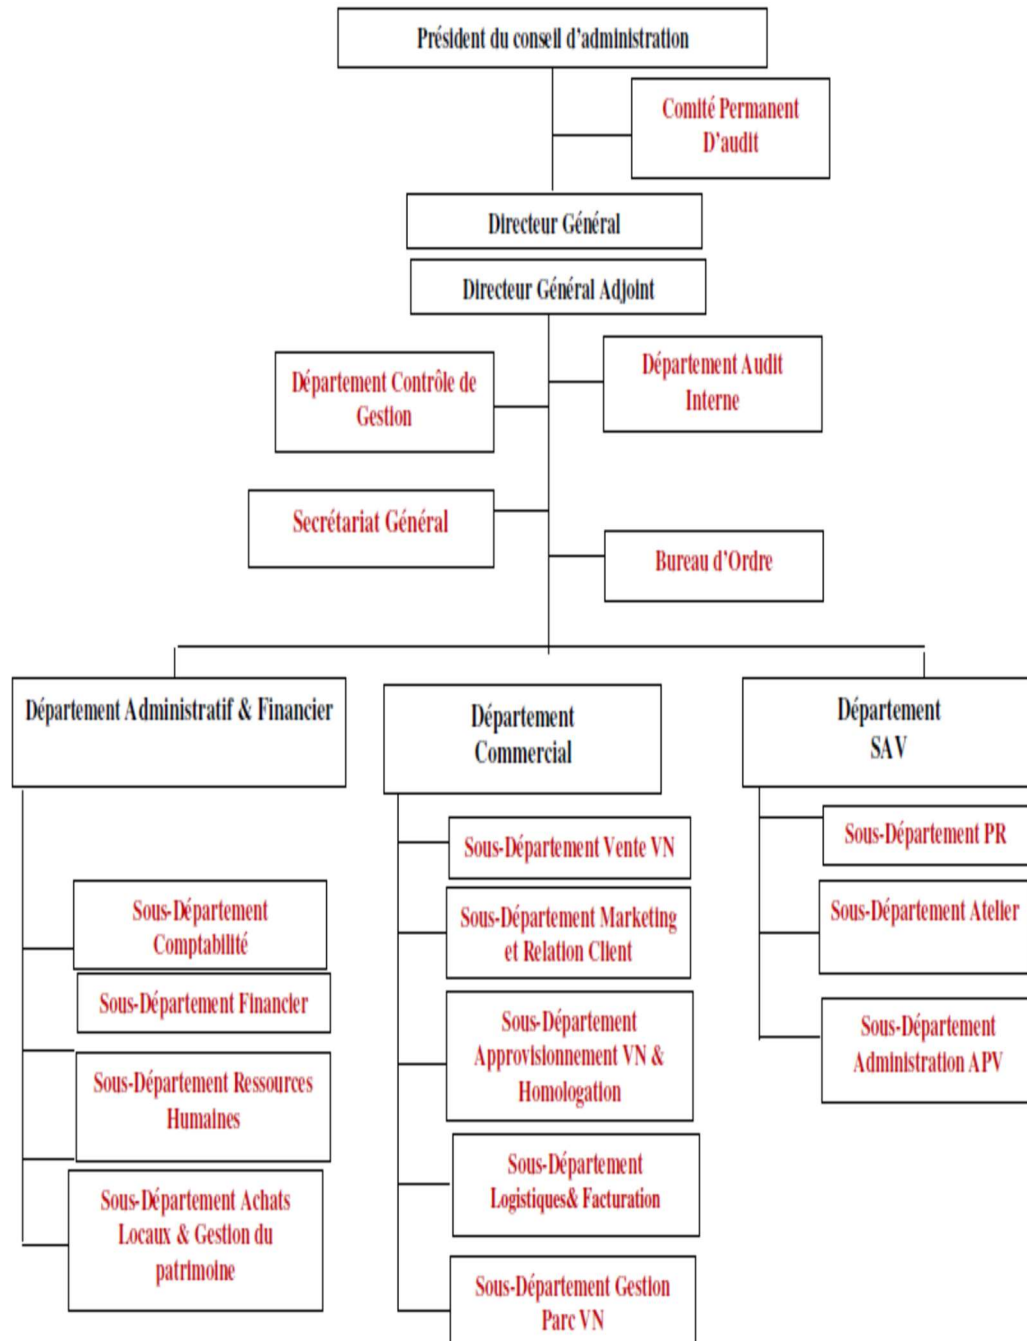 Président du conseil d'administration
Comité Permanent
D'audit
Directeur Général
Directeur Général Adjoint
Département Contrôle de
Gestion
Département Audit
Interne
Secrétariat Général
Bureau d'Ordre
Département Administratif & Financier
Sous-Département
Comptabilité
Sous-Département Financier
Sous-Département Ressources
Humaines
Sous-Département Achats
Locaux & Gestion du
patrimoine
Département
Commercial
Sous-Département Vente VN
Sous-Département Marketing
et Relation Client
Sous-Département
Approvisionnement VN &
Homologation
Sous-Département
Logistiques& Facturation
Sous-Département Gestion
Parc VN
Département
SAV
Sous-Département PR
Sous-Département Atelier
Sous-Département
Administration APV